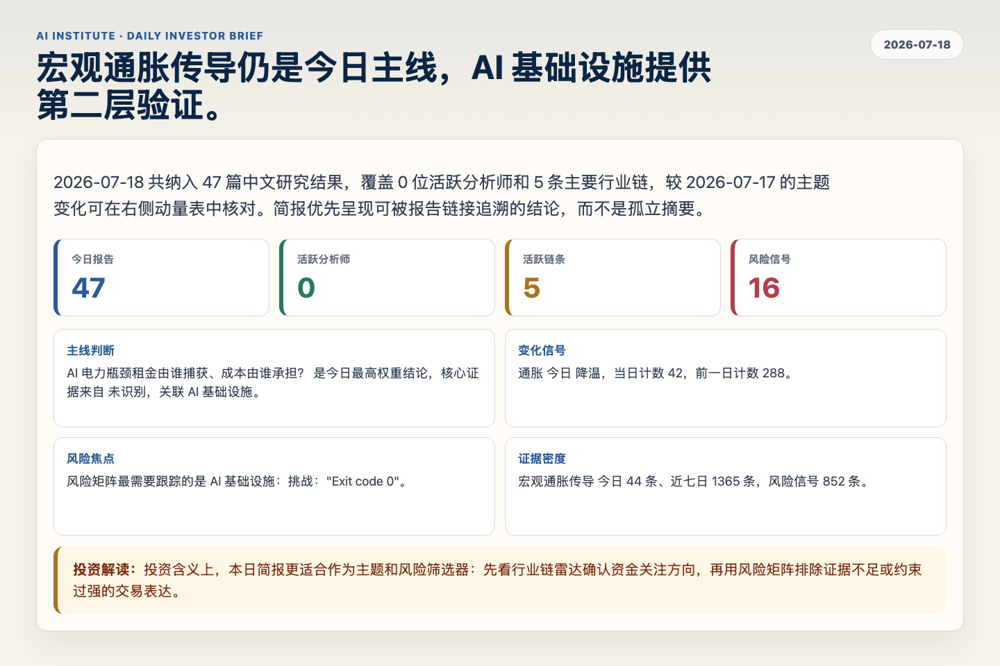 AI INSTITUTE · DAILY INVESTOR BRIEF
2026-07-18
宏观通胀传导仍是今日主线，AI 基础设施提供
第二层验证。
2026-07-18 共纳入 47 篇中文研究结果，覆盖 0 位活跃分析师和 5 条主要行业链，较 2026-07-17 的主题
变化可在右侧动量表中核对。简报优先呈现可被报告链接追溯的结论，而不是孤立摘要。
今日报告
47
活跃分析师
0
活跃链条
5
风险信号
16
主线判断
AI 电力瓶颈租金由谁捕获、成本由谁承担？ 是今日最高权重结论，核心证
据来自 未识别，关联 AI 基础设施。
变化信号
通胀 今日 降温，当日计数 42，前一日计数 288。
风险焦点
风险矩阵最需要跟踪的是 AI 基础设施：挑战："Exit code 0"。
证据密度
宏观通胀传导 今日 44 条、近七日 1365 条，风险信号 852 条。
投资解读：投资含义上，本日简报更适合作为主题和风险筛选器：先看行业链雷达确认资金关注方向，再用风险矩阵排除证据不足或约束
过强的交易表达。